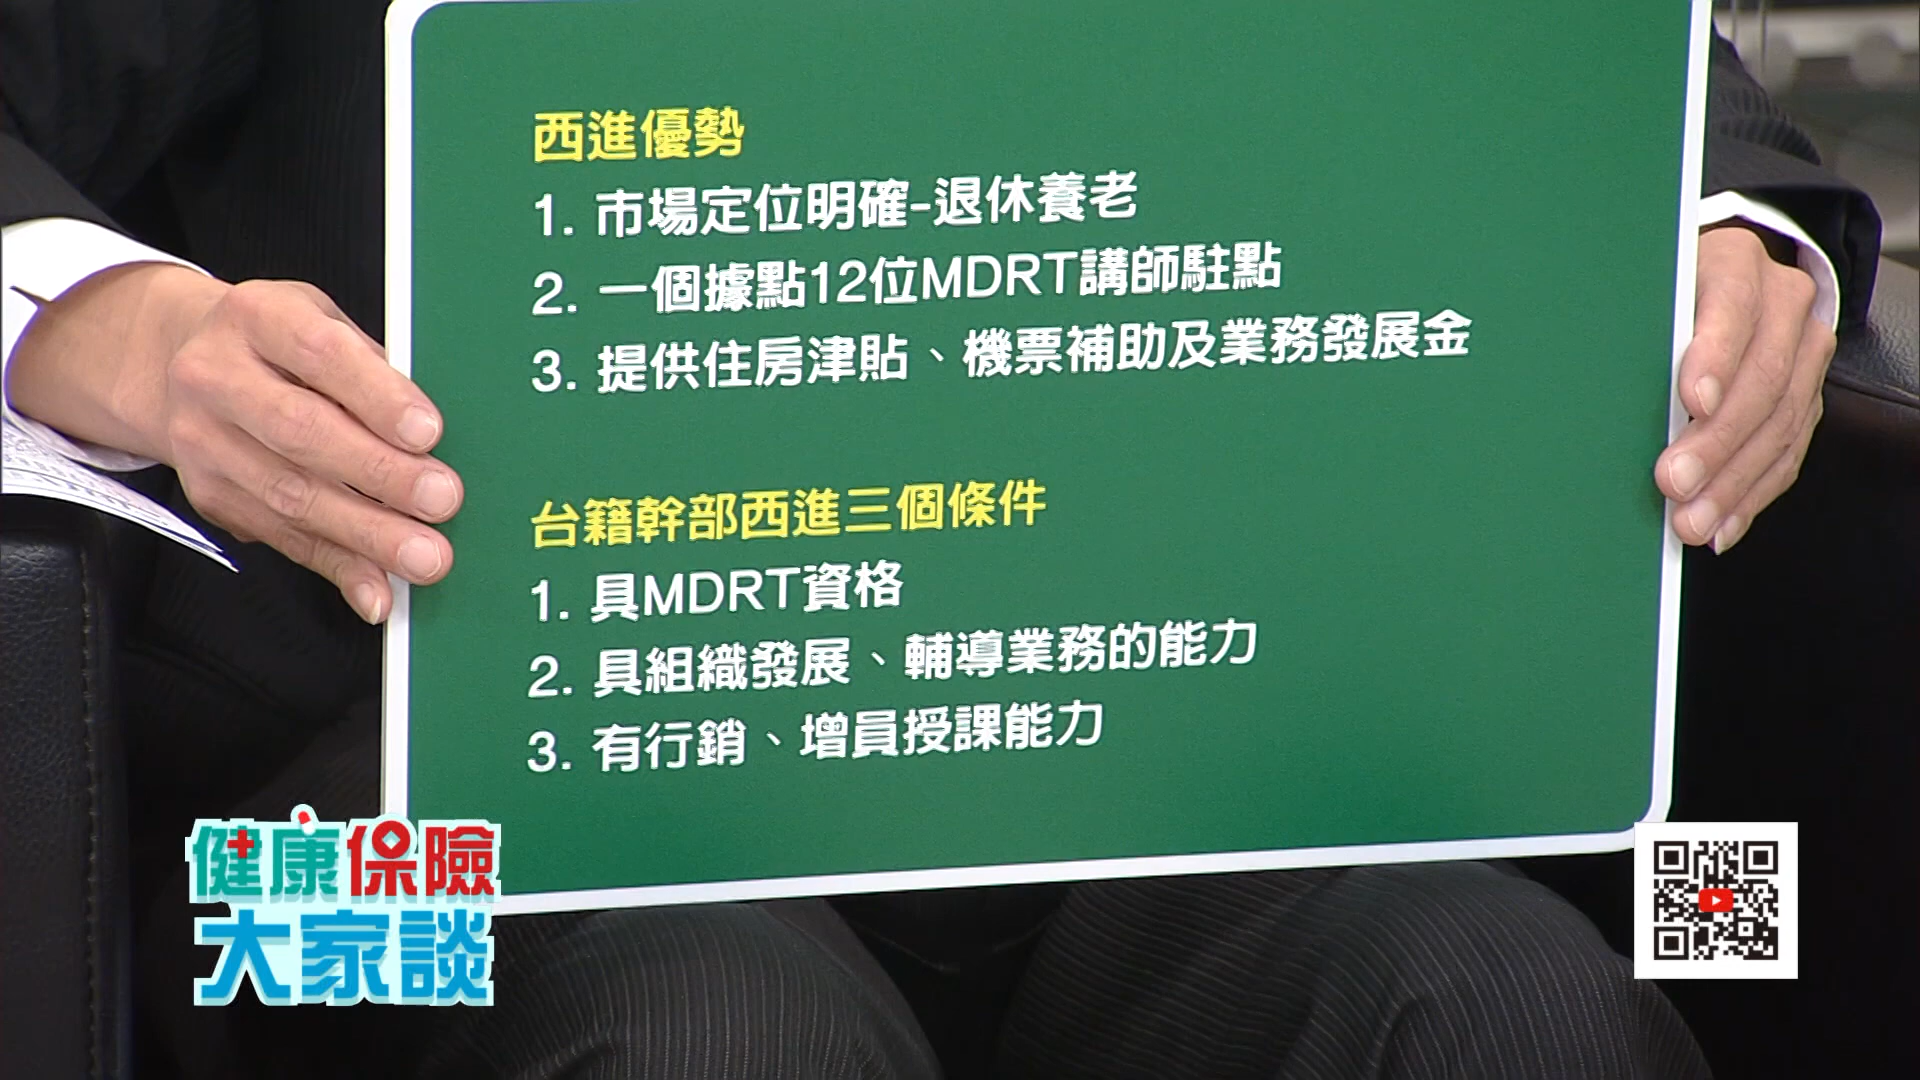 西進優勢
1. 市場定位明確-退休養老
2. 一個據點12位MDRT講師駐點
3. 提供住房津貼、機票補助及業務發展金
台籍幹部西進三個條件
1. 具MDRT資格
2. 具組織發展、輔導業務的能力
3. 有行銷、增員授課能力
健康保險
大家談